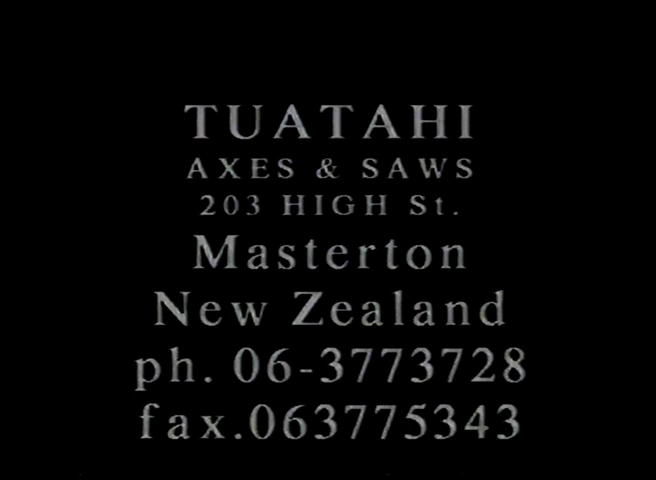 TUATAHI
AXES & SAWS
203 HIGH St.
Masterton
New Zealand
ph. 06-3773728
fax.063775343